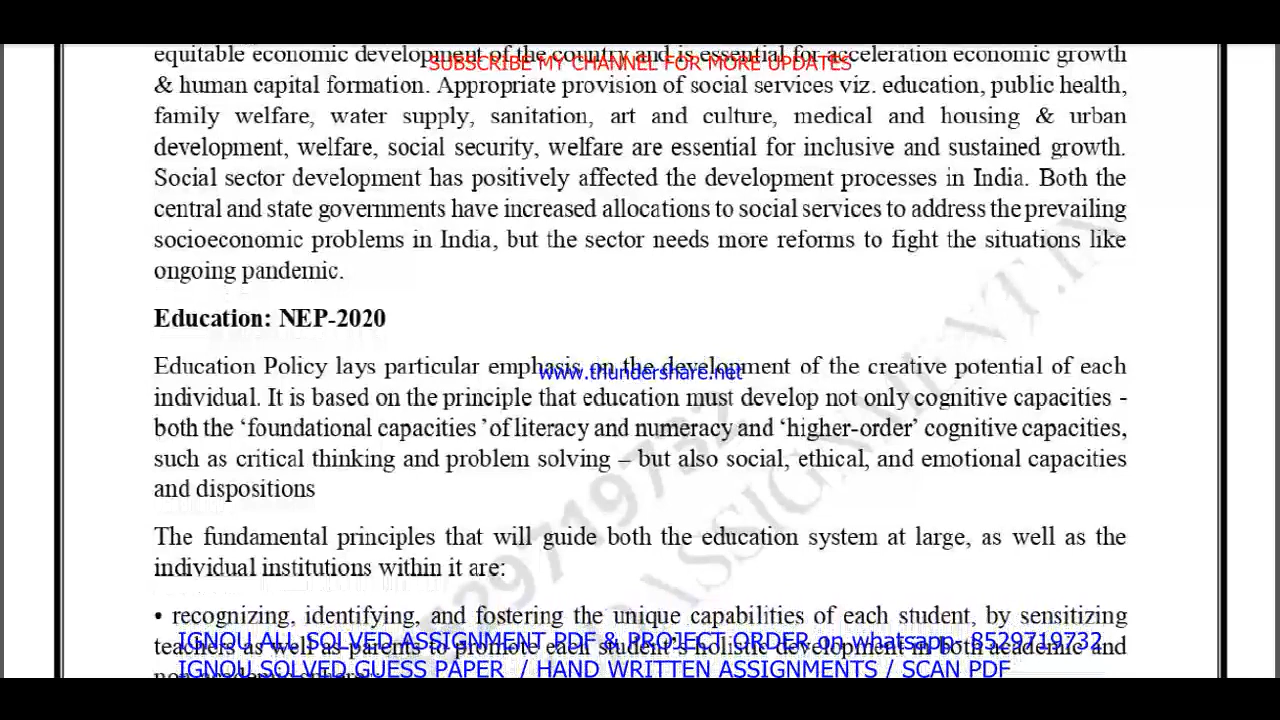 equitable economic development of the country and is essential for acceleration economic growth
SUBSCRIBE MY CHANNEL FOR MORE UPDATES
& human capital formation. Appropriate provision of social services viz. education, public health,
family welfare, water supply, sanitation, art and culture, medical and housing & urban
development, welfare, social security, welfare are essential for inclusive and sustained growth.
Social sector development has positively affected the development processes in India. Both the
central and state governments have increased allocations to social services to address the prevailing
socioeconomic problems in India, but the sector needs more reforms to fight the situations like
ongoing pandemic.
Education: NEP-2020
Education Policy lays particular emphasis on the development of the creative potential of each
www.thundershare.net
individual. It is based on the principle that education must develop not only cognitive capacities -
both the ‘foundational capacities ’of literacy and numeracy and ‘higher-order’ cognitive capacities,
such as critical thinking and problem solving – but also social, ethical, and emotional capacities
and dispositions
The fundamental principles that will guide both the education system at large, as well as the
individual institutions within it are:
• recognizing, identifying, and fostering the unique capabilities of each student, by sensitizing
teachers as well as parents to promote each student's holistic development in both academic and
IGNOU ALL SOLVED ASSIGNMENT PDF & PROJECT ORDER on whatsapp- 8529719732
IGNOU SOLVED GUESS PAPER / HAND WRITTEN ASSIGNMENTS / SCAN PDF
ASSIGNMENT.IN